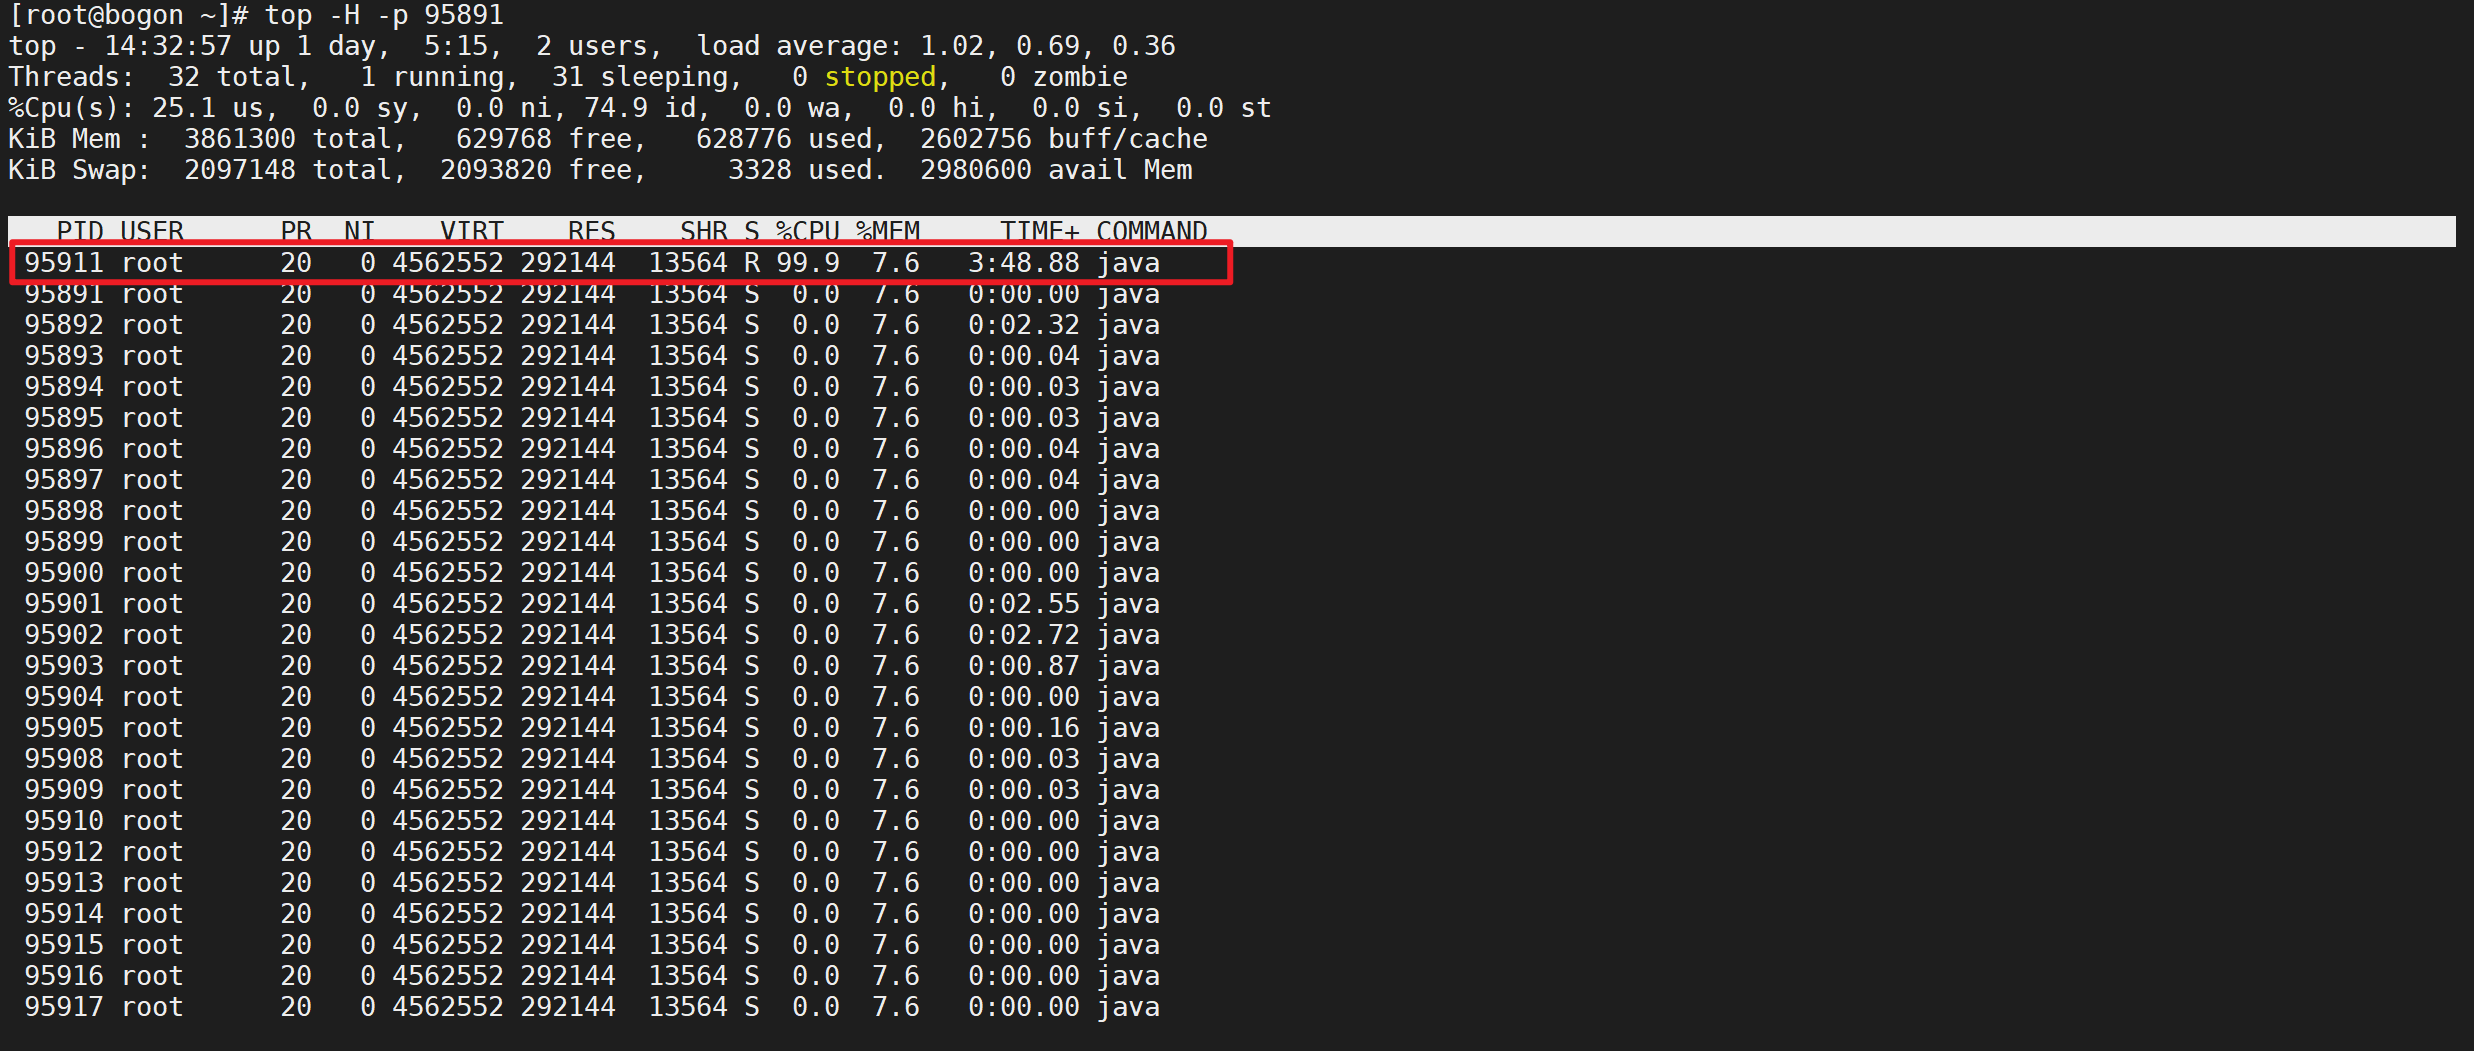 [root@bogon ~]# top -H -p 95891
top - 14:32:57 up 1 day,  5:15,  2 users,  load average: 1.02, 0.69, 0.36
Threads:  32 total,   1 running,  31 sleeping,   0 stopped,   0 zombie
%Cpu(s): 25.1 us,  0.0 sy,  0.0 ni, 74.9 id,  0.0 wa,  0.0 hi,  0.0 si,  0.0 st
KiB Mem :  3861300 total,   629768 free,   628776 used,  2602756 buff/cache
KiB Swap:  2097148 total,  2093820 free,     3328 used.  2980600 avail Mem
   PID USER      PR  NI    VIRT    RES    SHR S %CPU %MEM     TIME+ COMMAND
 95911 root      20   0 4562552 292144  13564 R 99.9  7.6   3:48.88 java
 95891 root      20   0 4562552 292144  13564 S  0.0  7.6   0:00.00 java
 95892 root      20   0 4562552 292144  13564 S  0.0  7.6   0:02.32 java
 95893 root      20   0 4562552 292144  13564 S  0.0  7.6   0:00.04 java
 95894 root      20   0 4562552 292144  13564 S  0.0  7.6   0:00.03 java
 95895 root      20   0 4562552 292144  13564 S  0.0  7.6   0:00.03 java
 95896 root      20   0 4562552 292144  13564 S  0.0  7.6   0:00.04 java
 95897 root      20   0 4562552 292144  13564 S  0.0  7.6   0:00.04 java
 95898 root      20   0 4562552 292144  13564 S  0.0  7.6   0:00.00 java
 95899 root      20   0 4562552 292144  13564 S  0.0  7.6   0:00.00 java
 95900 root      20   0 4562552 292144  13564 S  0.0  7.6   0:00.00 java
 95901 root      20   0 4562552 292144  13564 S  0.0  7.6   0:02.55 java
 95902 root      20   0 4562552 292144  13564 S  0.0  7.6   0:02.72 java
 95903 root      20   0 4562552 292144  13564 S  0.0  7.6   0:00.87 java
 95904 root      20   0 4562552 292144  13564 S  0.0  7.6   0:00.00 java
 95905 root      20   0 4562552 292144  13564 S  0.0  7.6   0:00.16 java
 95908 root      20   0 4562552 292144  13564 S  0.0  7.6   0:00.03 java
 95909 root      20   0 4562552 292144  13564 S  0.0  7.6   0:00.03 java
 95910 root      20   0 4562552 292144  13564 S  0.0  7.6   0:00.00 java
 95912 root      20   0 4562552 292144  13564 S  0.0  7.6   0:00.00 java
 95913 root      20   0 4562552 292144  13564 S  0.0  7.6   0:00.00 java
 95914 root      20   0 4562552 292144  13564 S  0.0  7.6   0:00.00 java
 95915 root      20   0 4562552 292144  13564 S  0.0  7.6   0:00.00 java
 95916 root      20   0 4562552 292144  13564 S  0.0  7.6   0:00.00 java
 95917 root      20   0 4562552 292144  13564 S  0.0  7.6   0:00.00 java